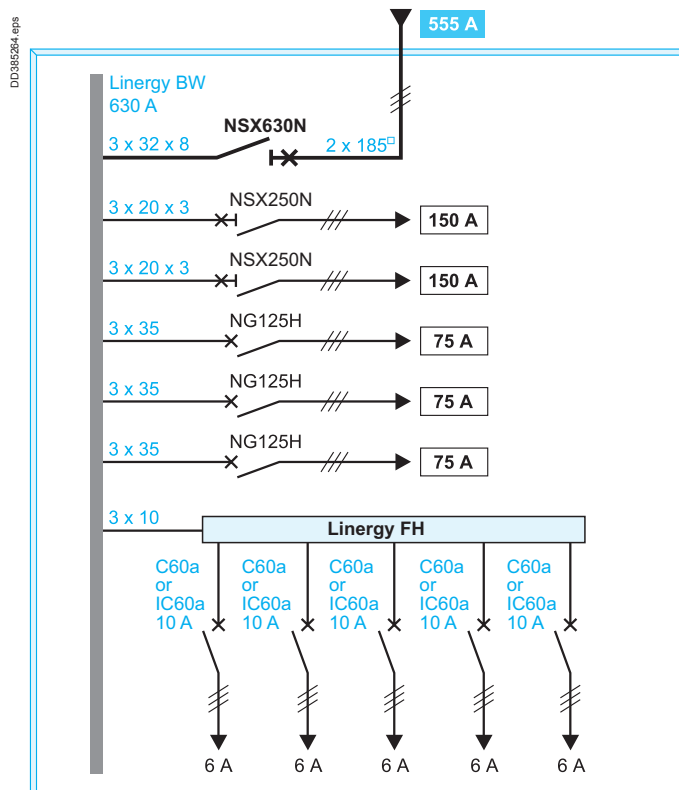 DD385264.eps
555 A
Linergy BW
630 A
NSX630N
3 x 32 x 8
2 x 185□
NSX250N
3 x 20 x 3
150 A
NSX250N
3 x 20 x 3
150 A
NG125H
3 x 35
75 A
NG125H
3 x 35
75 A
NG125H
3 x 35
75 A
3 x 10
Linergy FH
C60a C60a C60a C60a C60a
or or or or or
IC60a IC60a IC60a IC60a IC60a
10 A 10 A 10 A 10 A 10 A
6 A 6 A 6 A 6 A 6 A